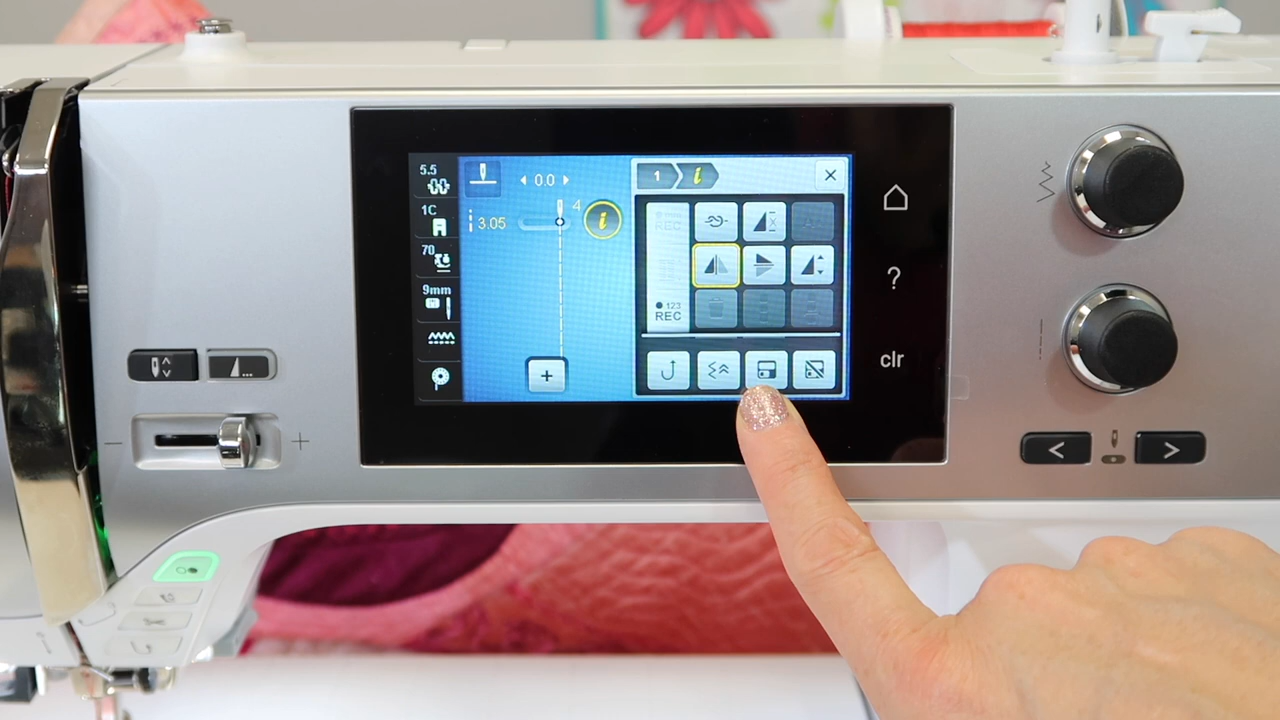 5.5
1C
70
9mm
0.0
3.05
4
i
+
1
i
×
REC
123
REC
?
clr
−
+
...
<
>